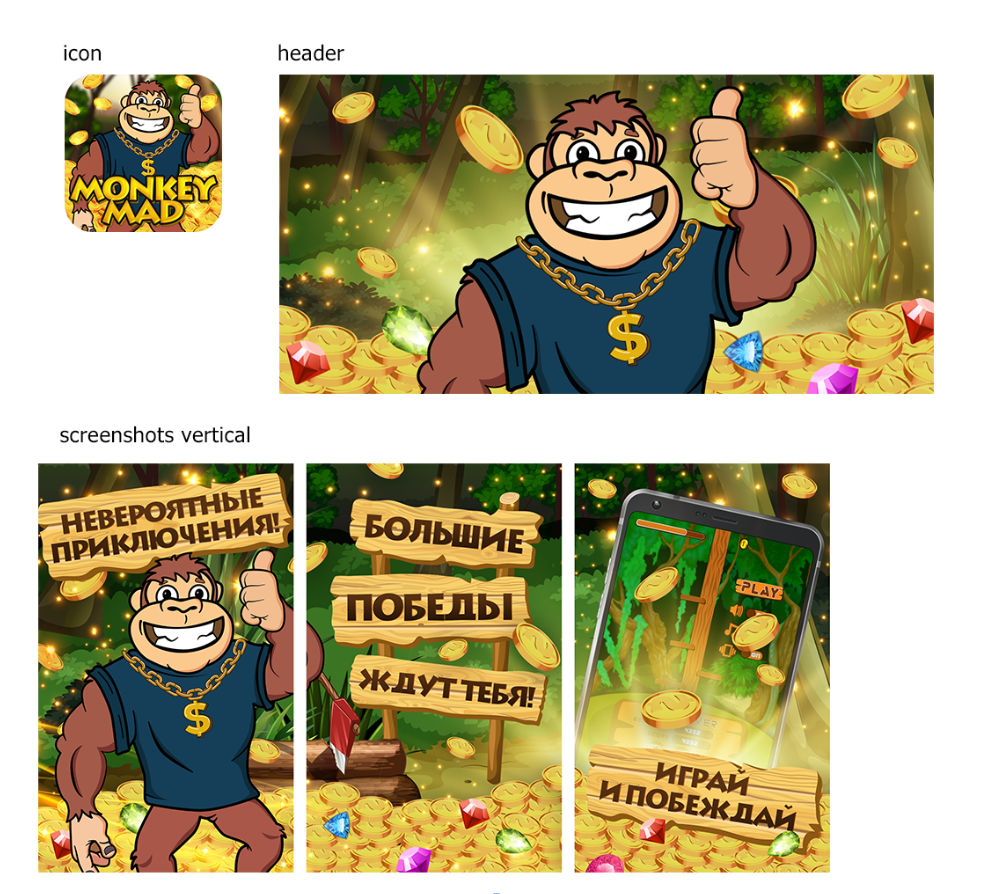 icon
header
$
MONKEY
MAD
$
screenshots vertical
НЕВЕРОЯТНЫЕ
ПРИКЛЮЧЕНИЯ!
$
БОЛЬШИЕ
ПОБЕДЫ
ЖДУТ ТЕБЯ!
PLAY
ИГРАЙ
И ПОБЕЖДАЙ